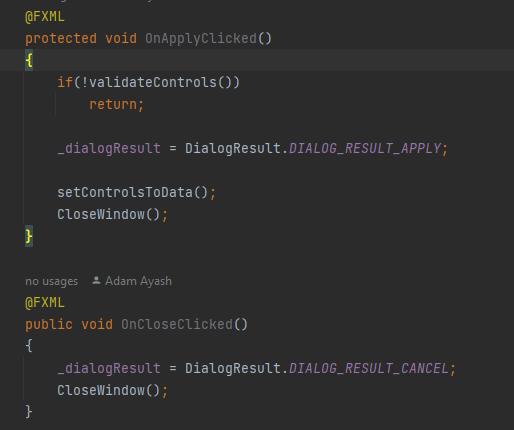 @FXML
protected void OnApplyClicked()
{
if(!validateControls())
return;
_dialogResult = DialogResult.DIALOG_RESULT_APPLY;
setControlsToData();
CloseWindow();
}
no usages Adam Ayash
@FXML
public void OnCloseClicked()
{
_dialogResult = DialogResult.DIALOG_RESULT_CANCEL;
CloseWindow();
}